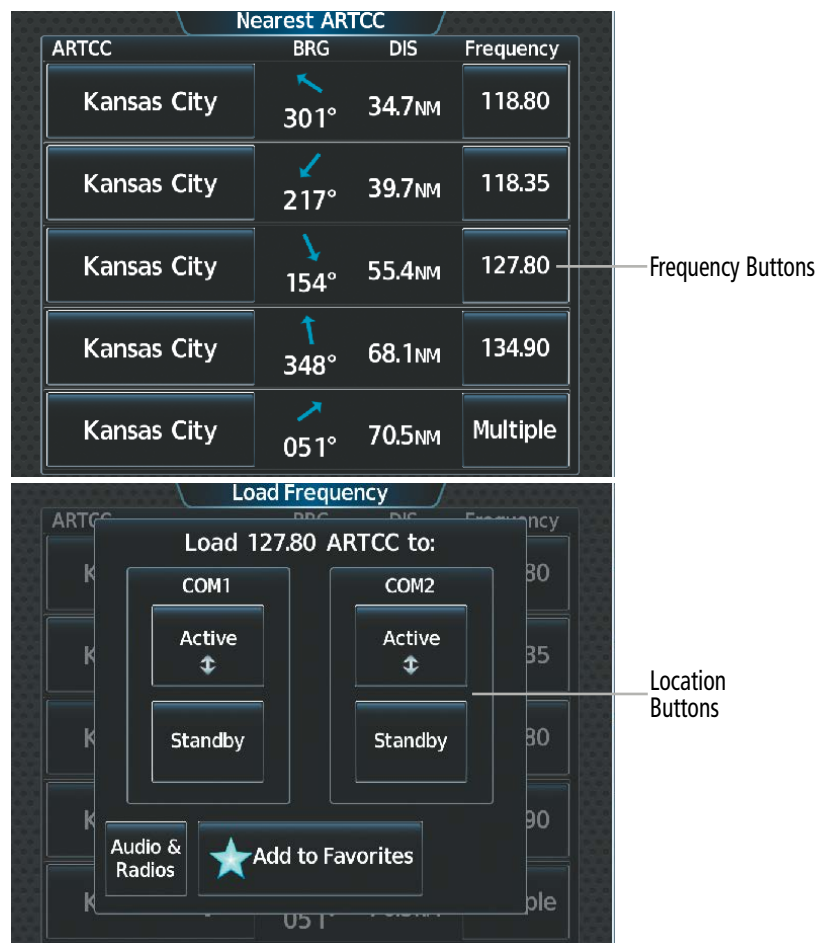 Nearest ARTCC
ARTCC BRG DIS Frequency
Kansas City 301° 34.7NM 118.80
Kansas City 217° 39.7NM 118.35
Kansas City 154° 55.4NM 127.80
Frequency Buttons
Kansas City 348° 68.1NM 134.90
Kansas City 051° 70.5NM Multiple
Load Frequency
Load 127.80 ARTCC to:
COM1 COM2
Active Active
Standby Standby
Location
Buttons
Audio &
Radios
Add to Favorites